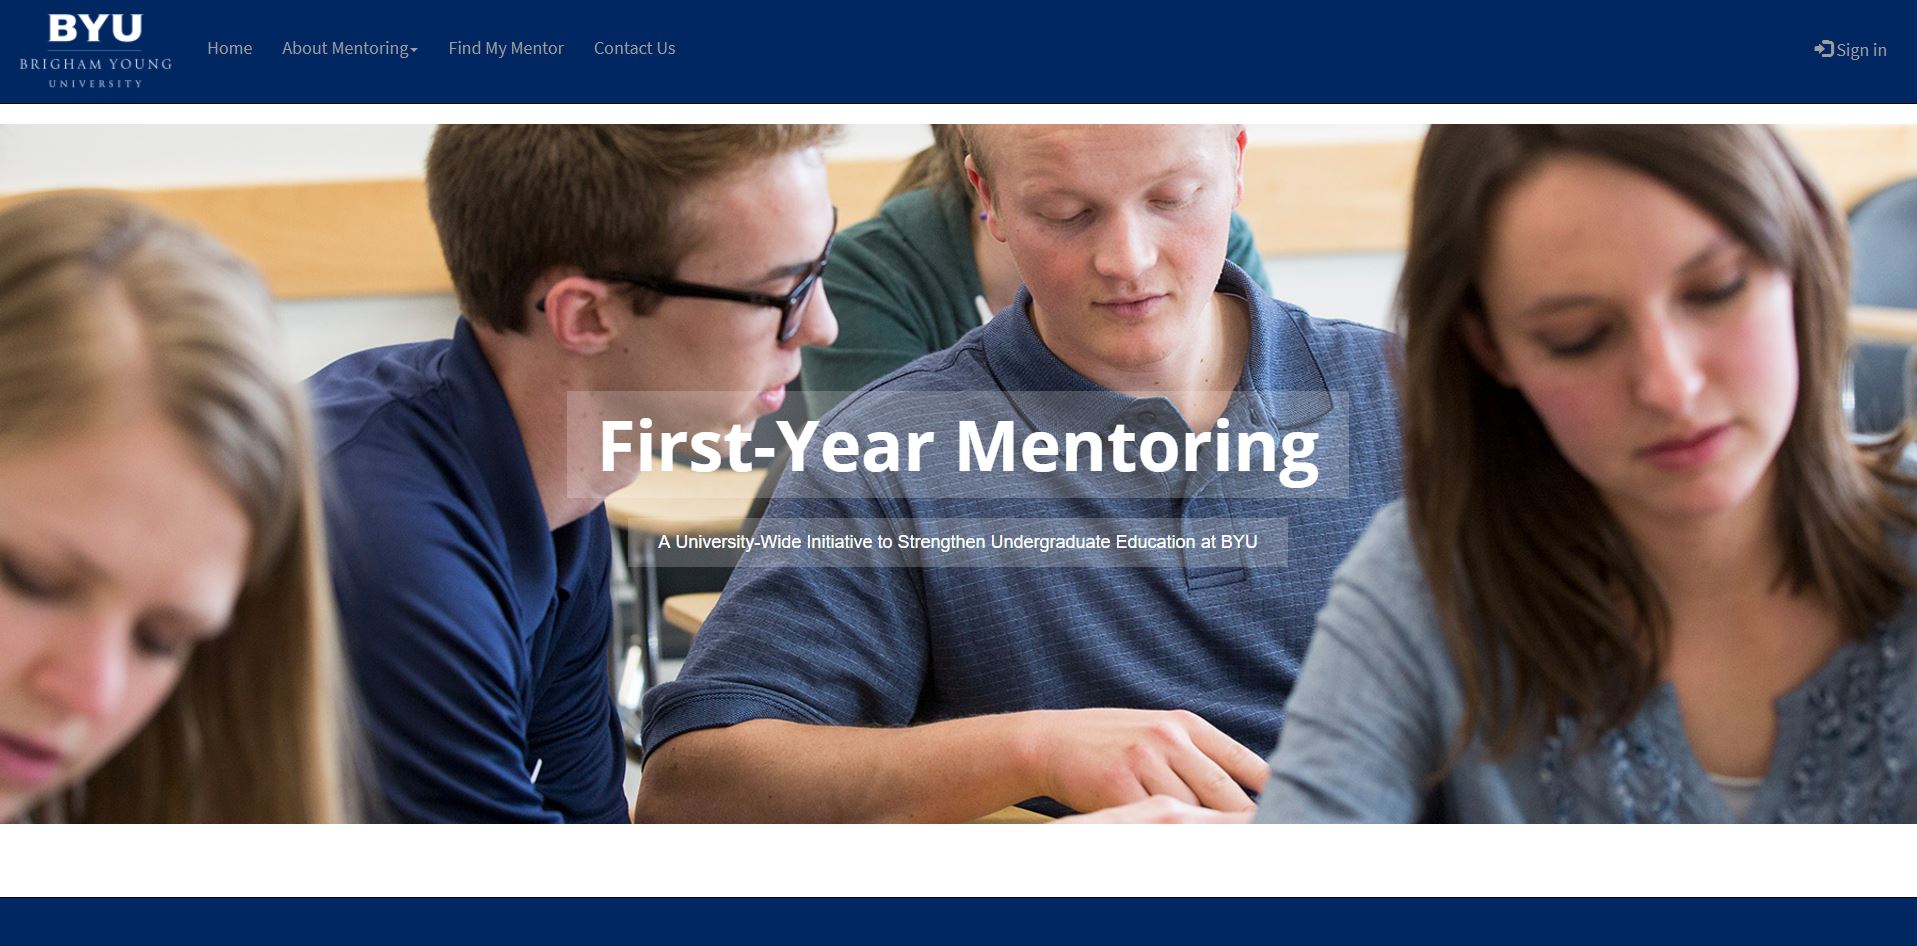 BYU
BRIGHAM YOUNG
UNIVERSITY
Home
About Mentoring
Find My Mentor
Contact Us
Sign in
First-Year Mentoring
A University-Wide Initiative to Strengthen Undergraduate Education at BYU